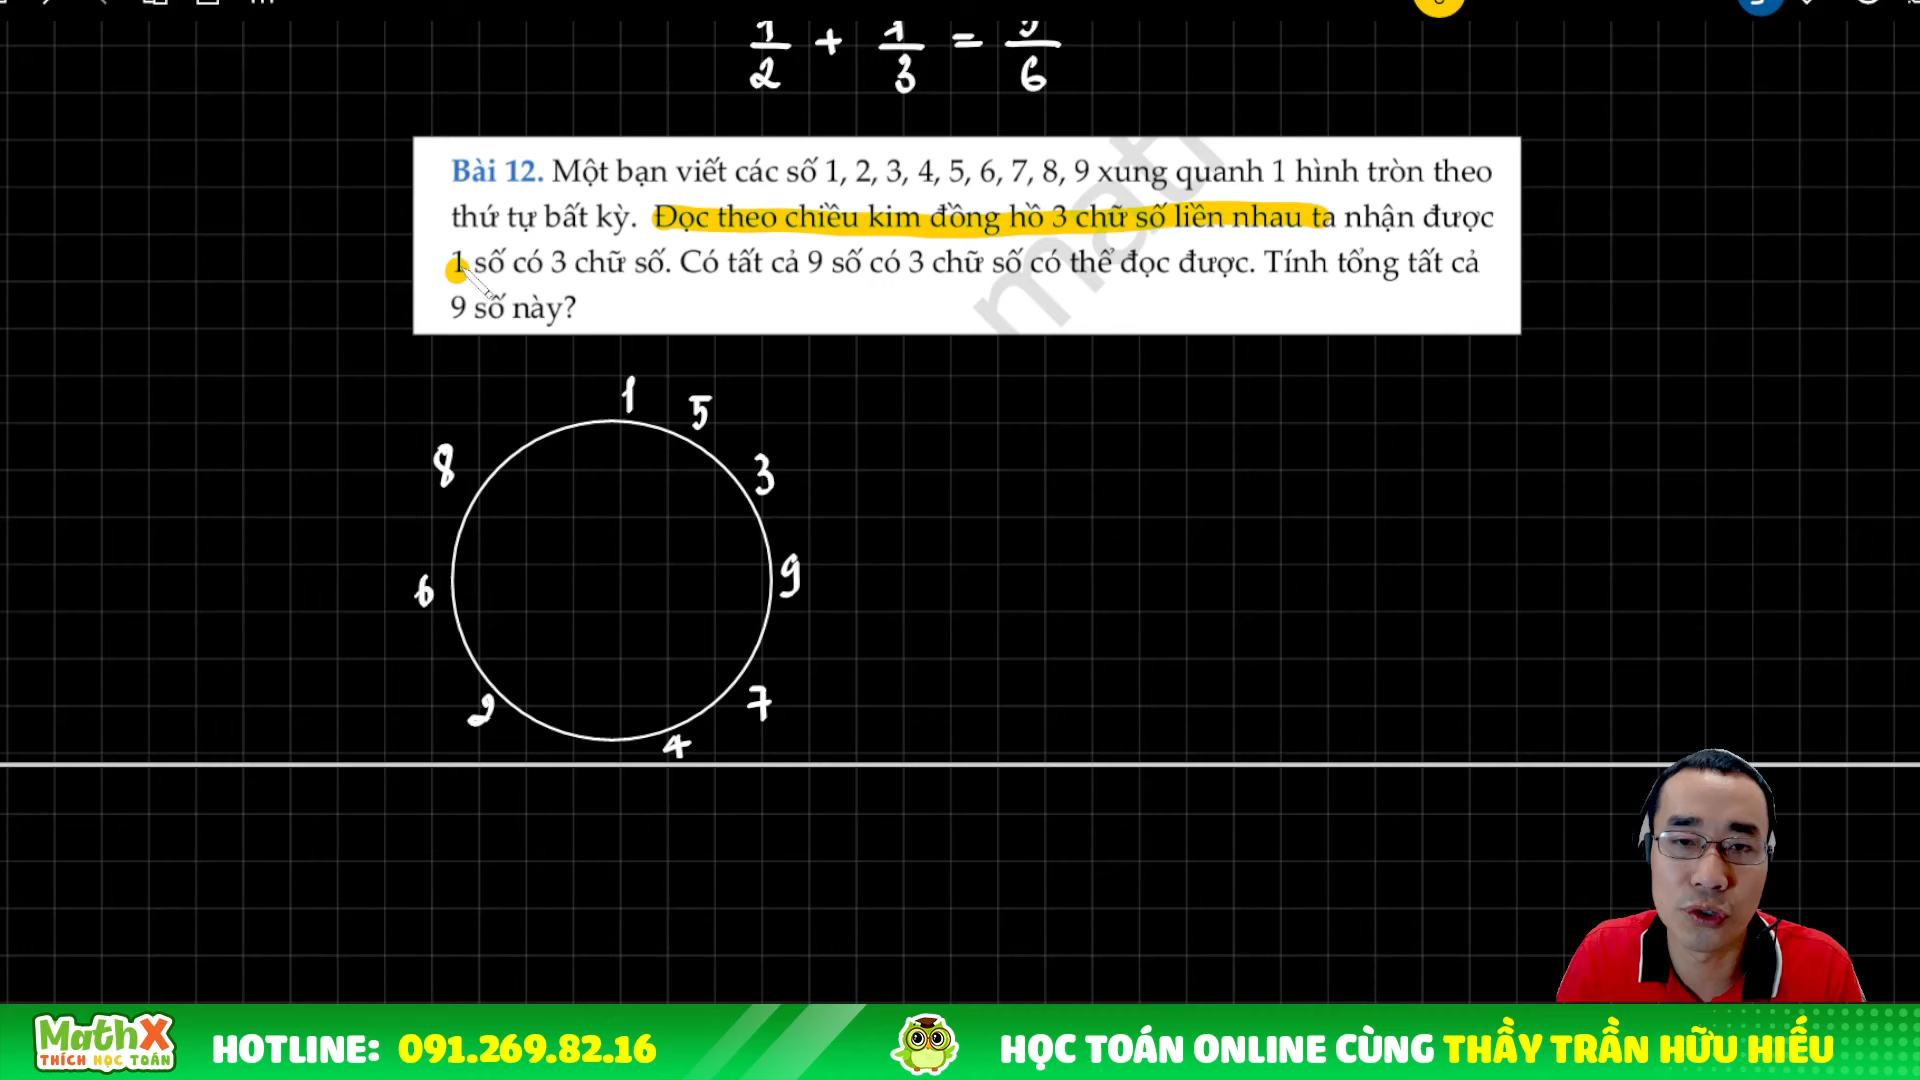 1/2 + 1/3 = 5/6
Bài 12. Một bạn viết các số 1, 2, 3, 4, 5, 6, 7, 8, 9 xung quanh 1 hình tròn theo
thứ tự bất kỳ. Đọc theo chiều kim đồng hồ 3 chữ số liền nhau ta nhận được
1 số có 3 chữ số. Có tất cả 9 số có 3 chữ số có thể đọc được. Tính tổng tất cả
9 số này?
1
5
3
9
7
4
2
6
8
MathX
THÍCH HỌC TOÁN
HOTLINE: 091.269.82.16
HỌC TOÁN ONLINE CÙNG THẦY TRẦN HỮU HIẾU